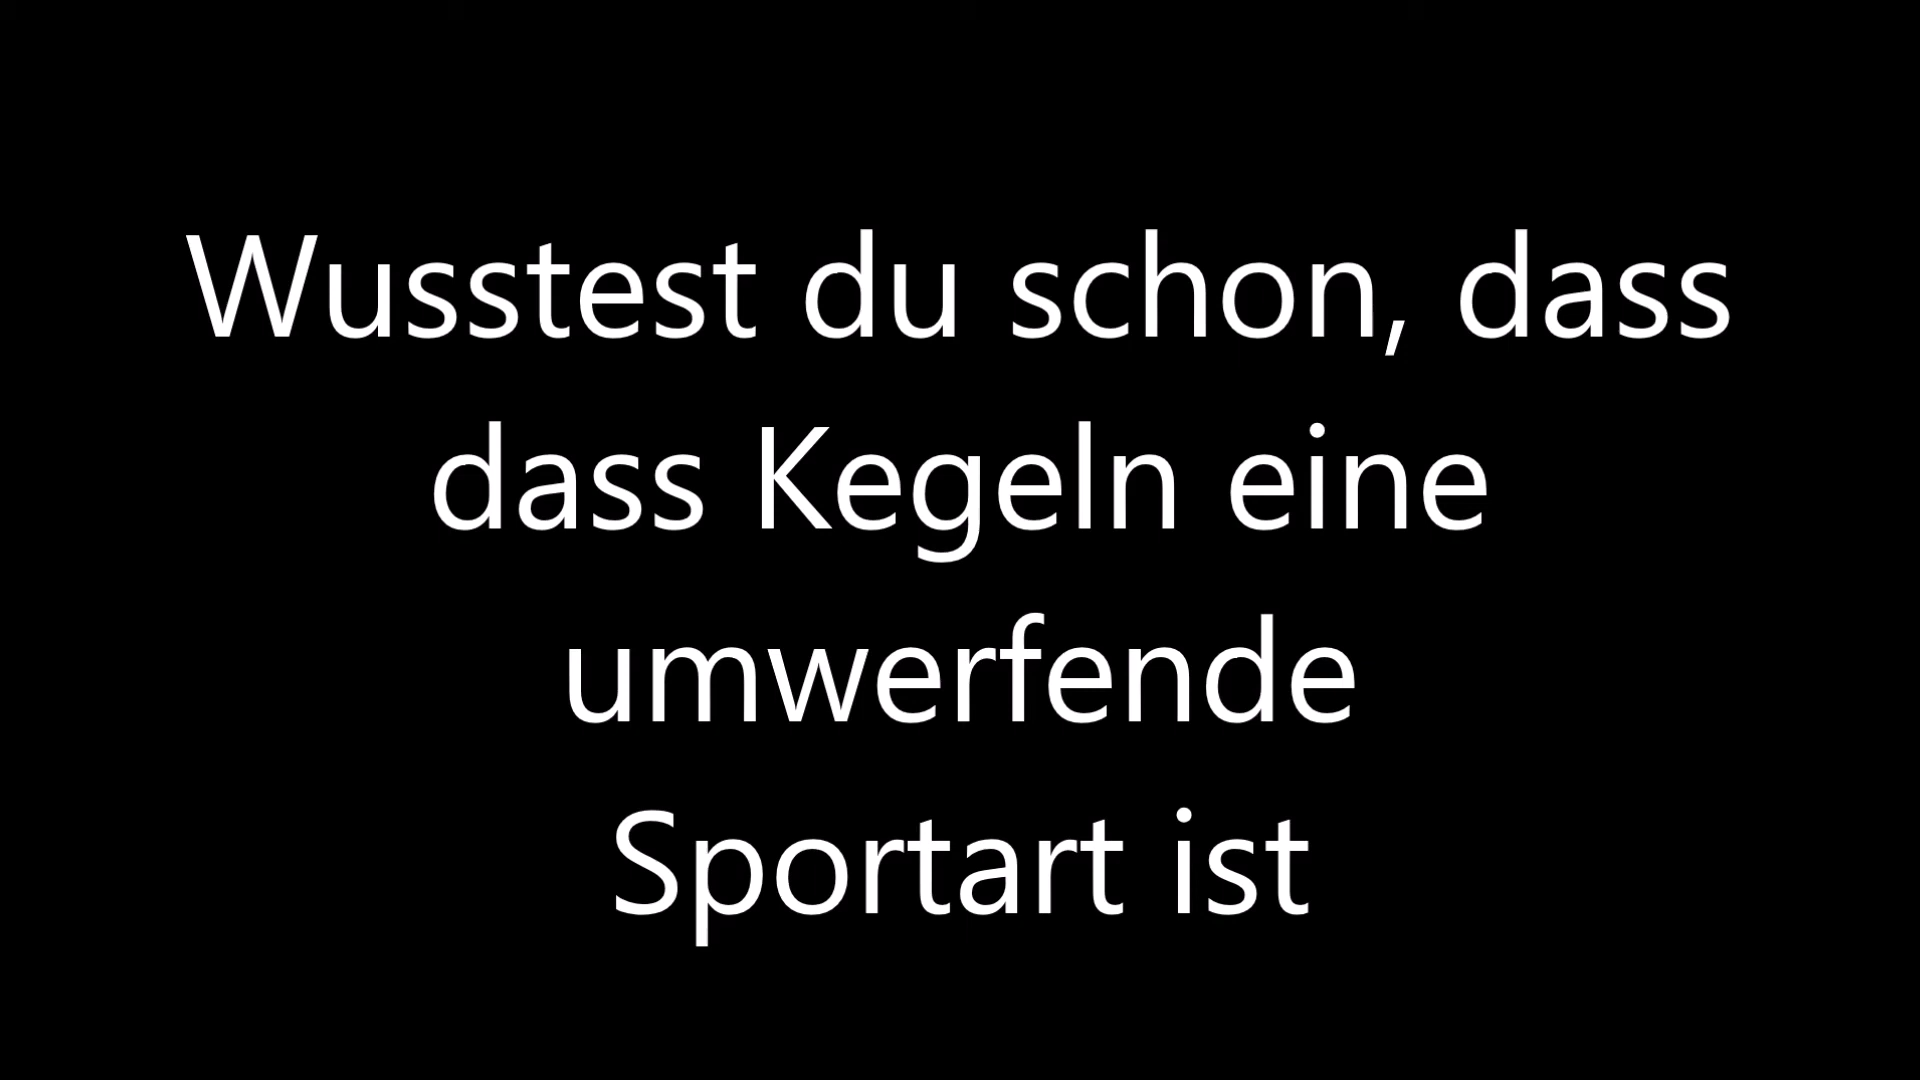 Wusstest du schon, dass
dass Kegeln eine
umwerfende
Sportart ist